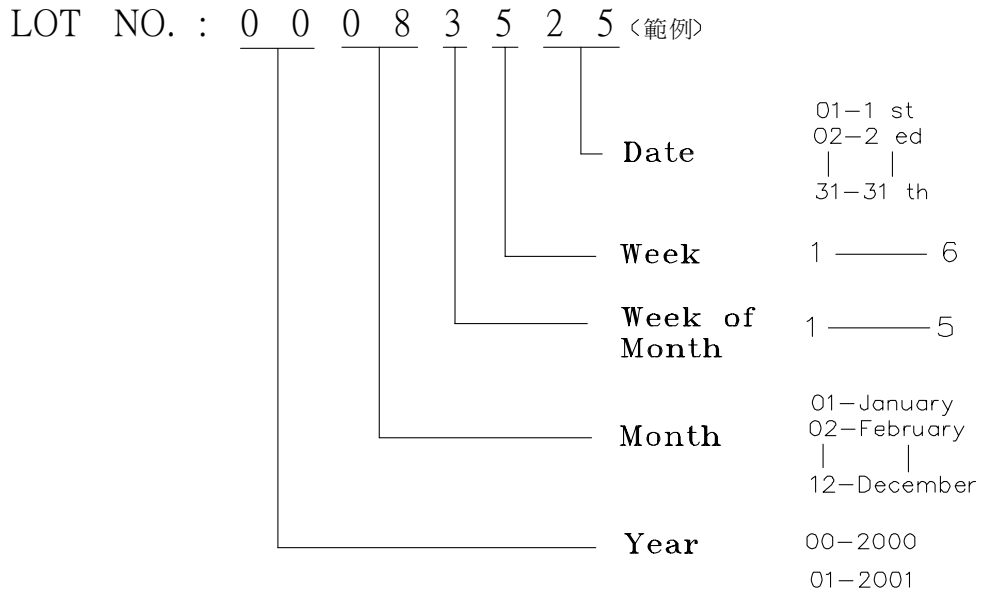 LOT NO. : 0 0 0 8 3 5 2 5 (範例)
01-1 st
02-2 ed
Date
31-31 th
Week 1 6
Week of
Month
1 5
01-January
02-February
Month
12-December
Year 00-2000
01-2001